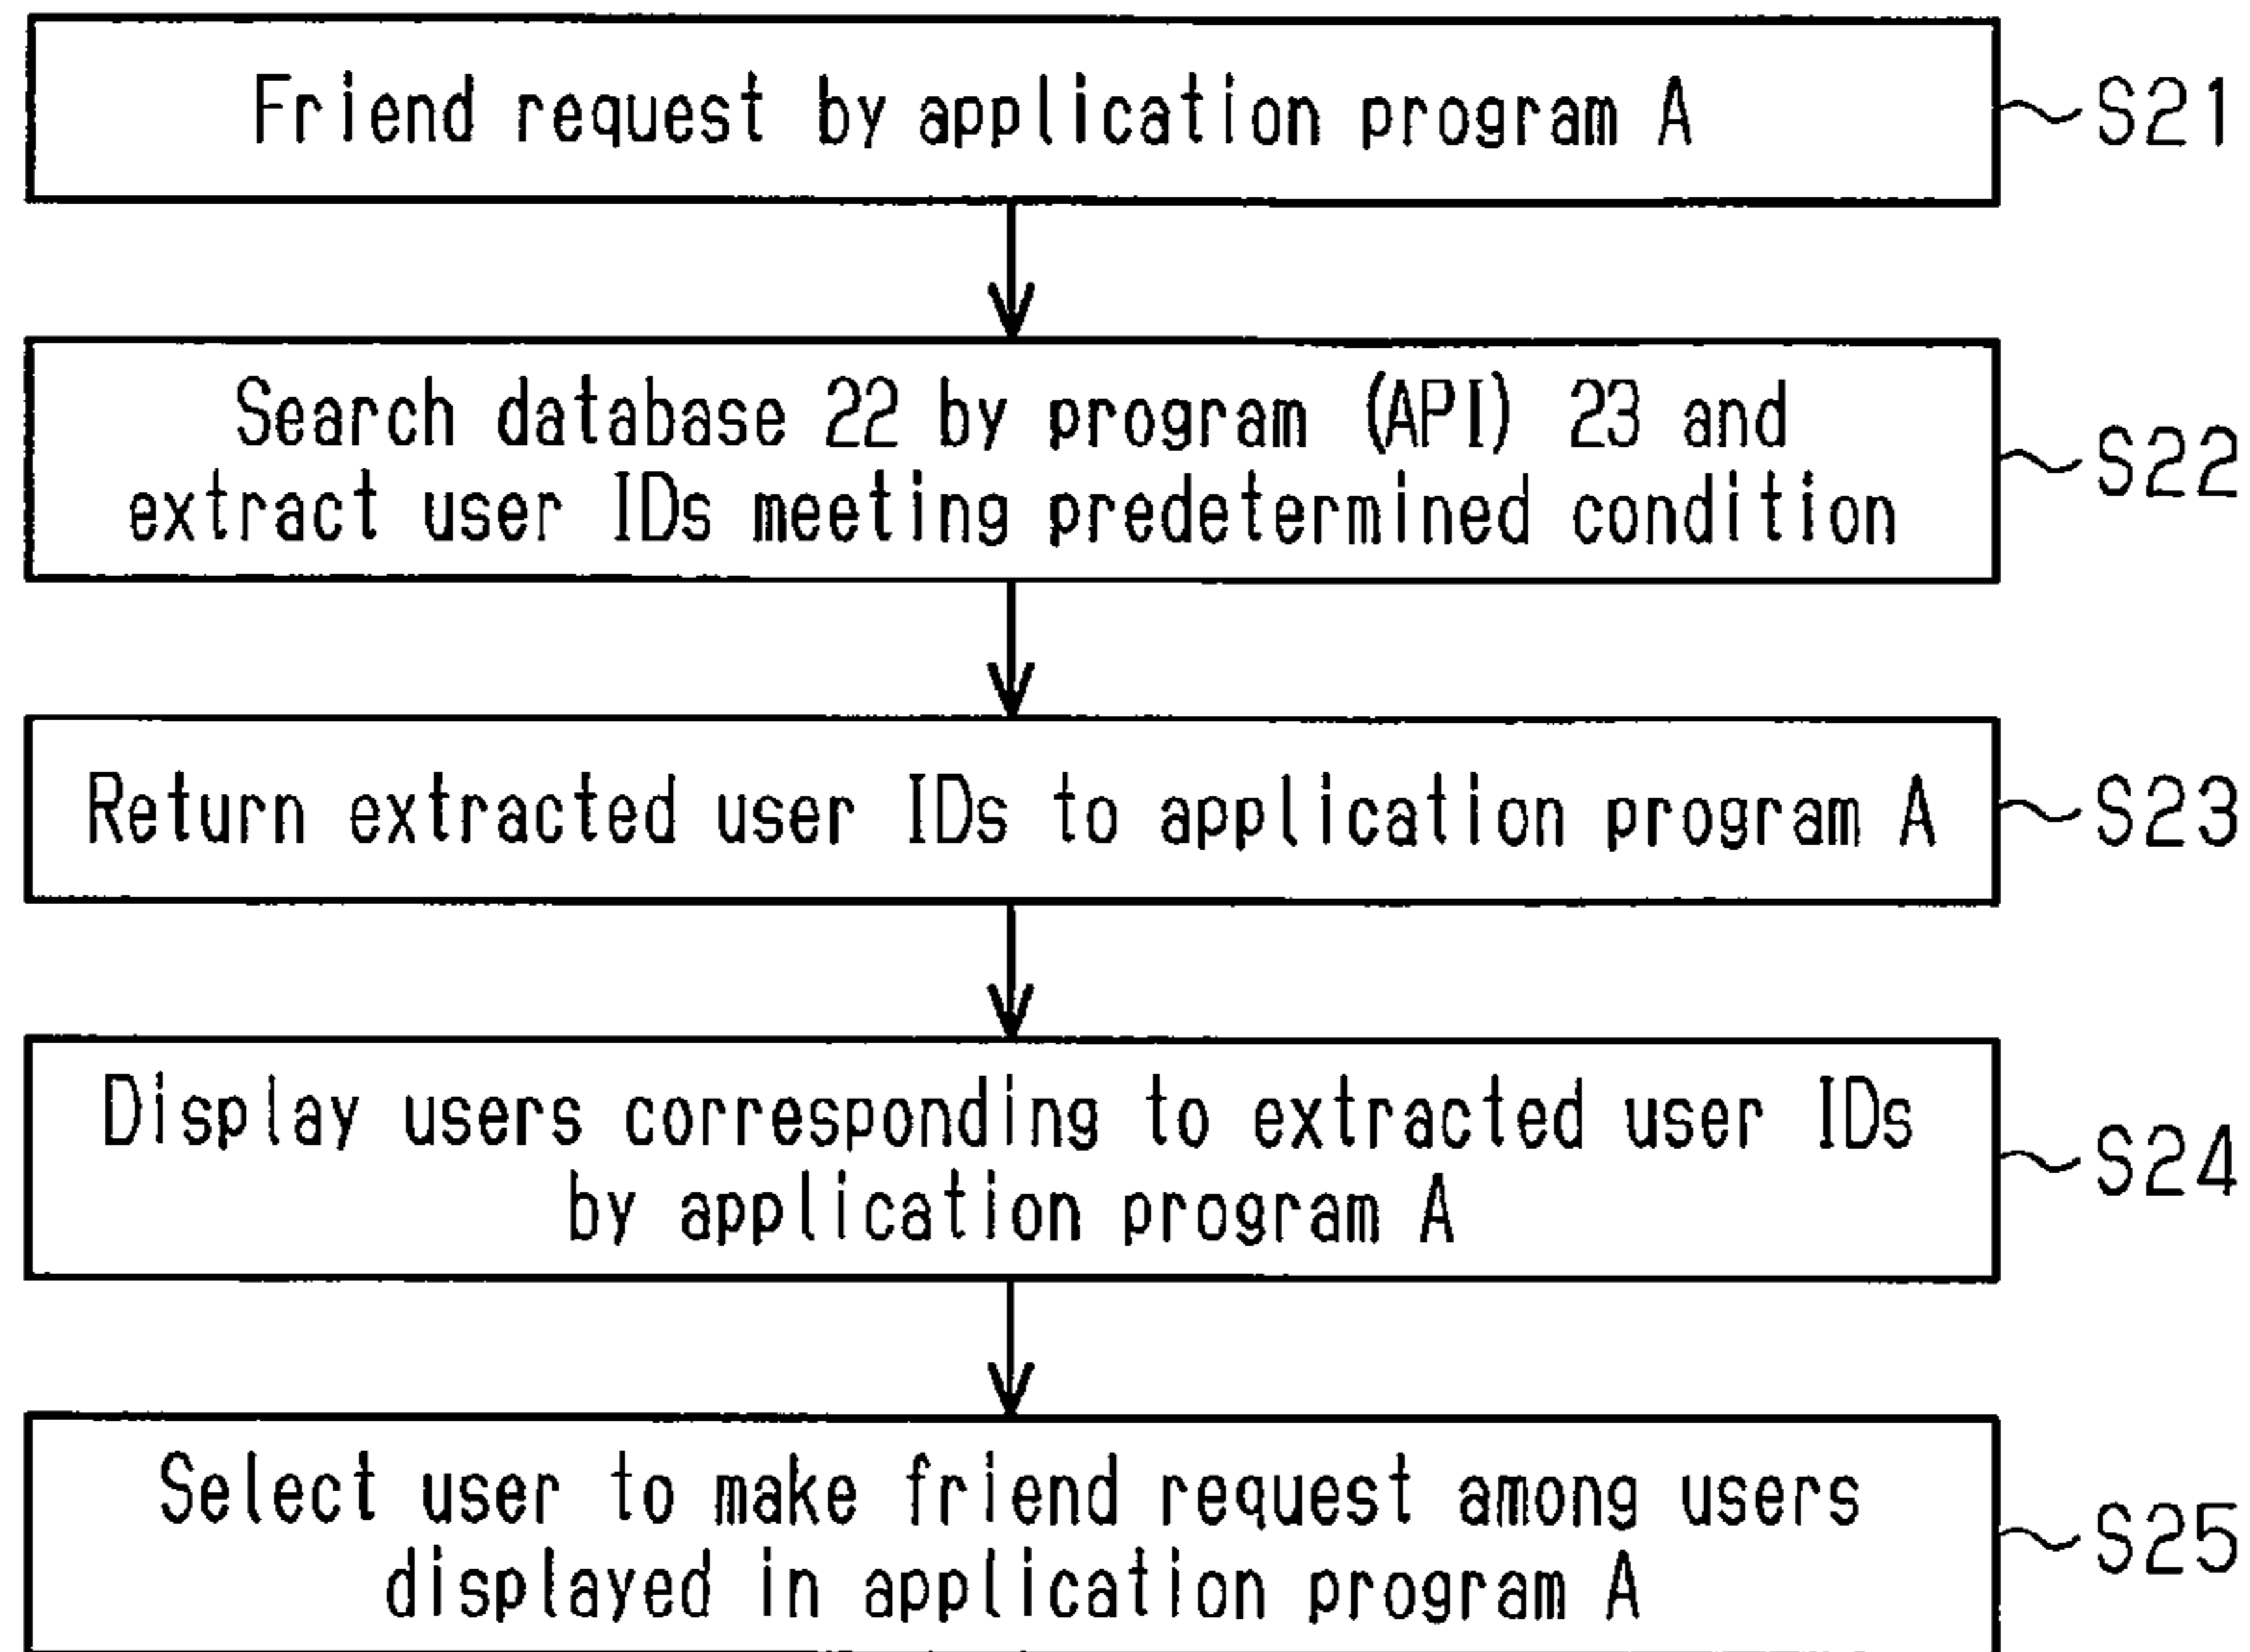 Friend request by application program A
S21
Search database 22 by program (API) 23 and
extract user IDs meeting predetermined condition
S22
Return extracted user IDs to application program A
S23
Display users corresponding to extracted user IDs
by application program A
S24
Select user to make friend request among users
displayed in application program A
S25